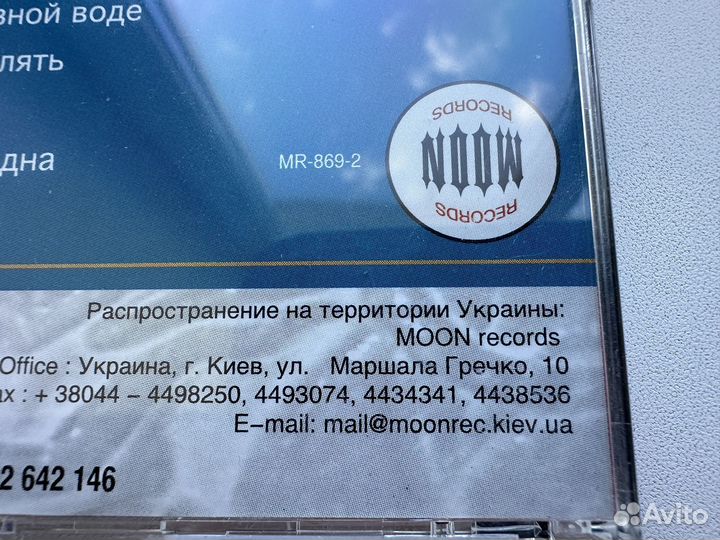 зной воде
лять
дна
MR-869-2
RECORDS
MOON
RECORDS
Распространение на территории Украины:
MOON records
Office : Украина, г. Киев, ул. Маршала Гречко, 10
ax : + 38044 – 4498250, 4493074, 4434341, 4438536
E–mail: mail@moonrec.kiev.ua
2 642 146
Avito